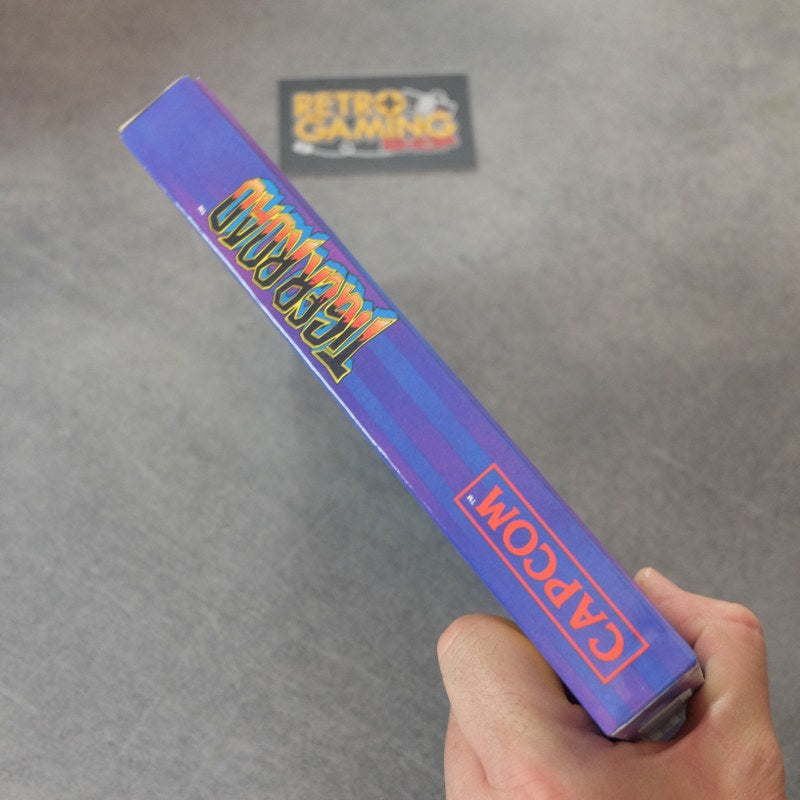 RETRO
GAMING
TIGER ROAD
TM
CAPCOM
TM